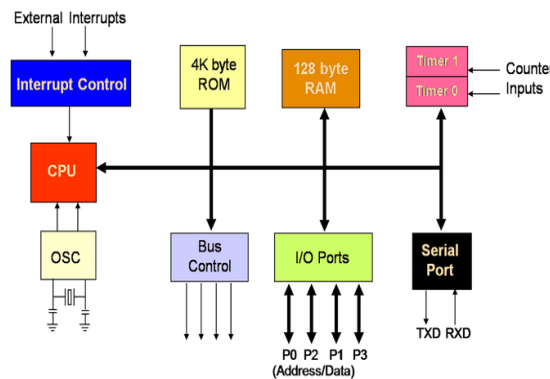 External Interrupts
Interrupt Control
4K byte
ROM
128 byte
RAM
Timer 1
Timer 0
Counter
Inputs
CPU
OSC
Bus
Control
I/O Ports
Serial
Port
P0 P2 P1 P3
(Address/Data)
TXD RXD